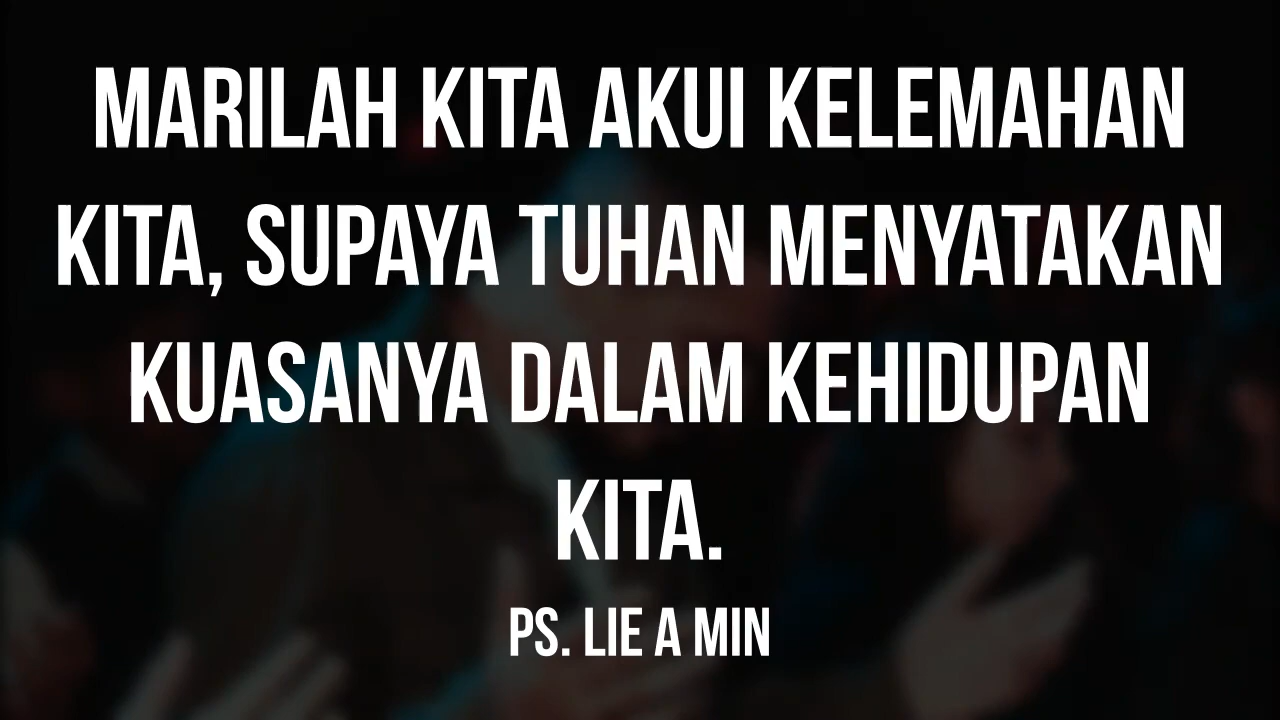 MARILAH KITA AKUI KELEMAHAN
KITA, SUPAYA TUHAN MENYATAKAN
KUASANYA DALAM KEHIDUPAN
KITA.
PS. LIE A MIN